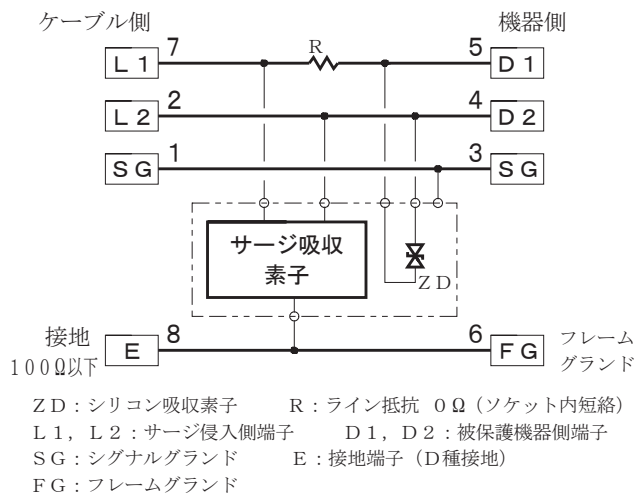 ケーブル側 機器側
7 R 5
L1 D1
2 4
L2 D2
1 3
SG SG
サージ吸収
素子
ZD
接地 8 6 フレーム
100Ω以下 E FG グランド
ZD:シリコン吸収素子 R:ライン抵抗 0Ω(ソケット内短絡)
L1,L2:サージ侵入側端子 D1,D2:被保護機器側端子
SG:シグナルグランド E:接地端子(D種接地)
FG:フレームグランド